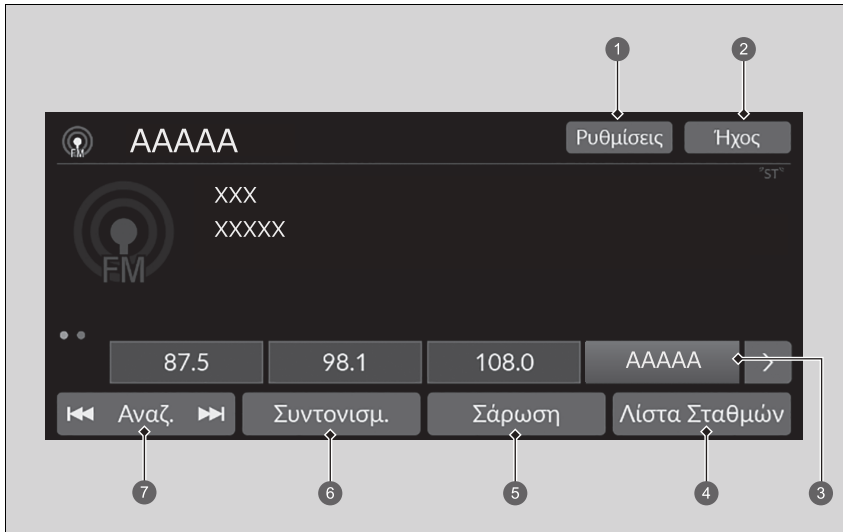 1 2
FM AAAAA Ρυθμίσεις Ήχος
ST
XXX
XXXXX
FM
87.5 98.1 108.0 AAAAA >
Αναζ. Συντονισμ. Σάρωση Λίστα Σταθμών
7 6 5 4 3